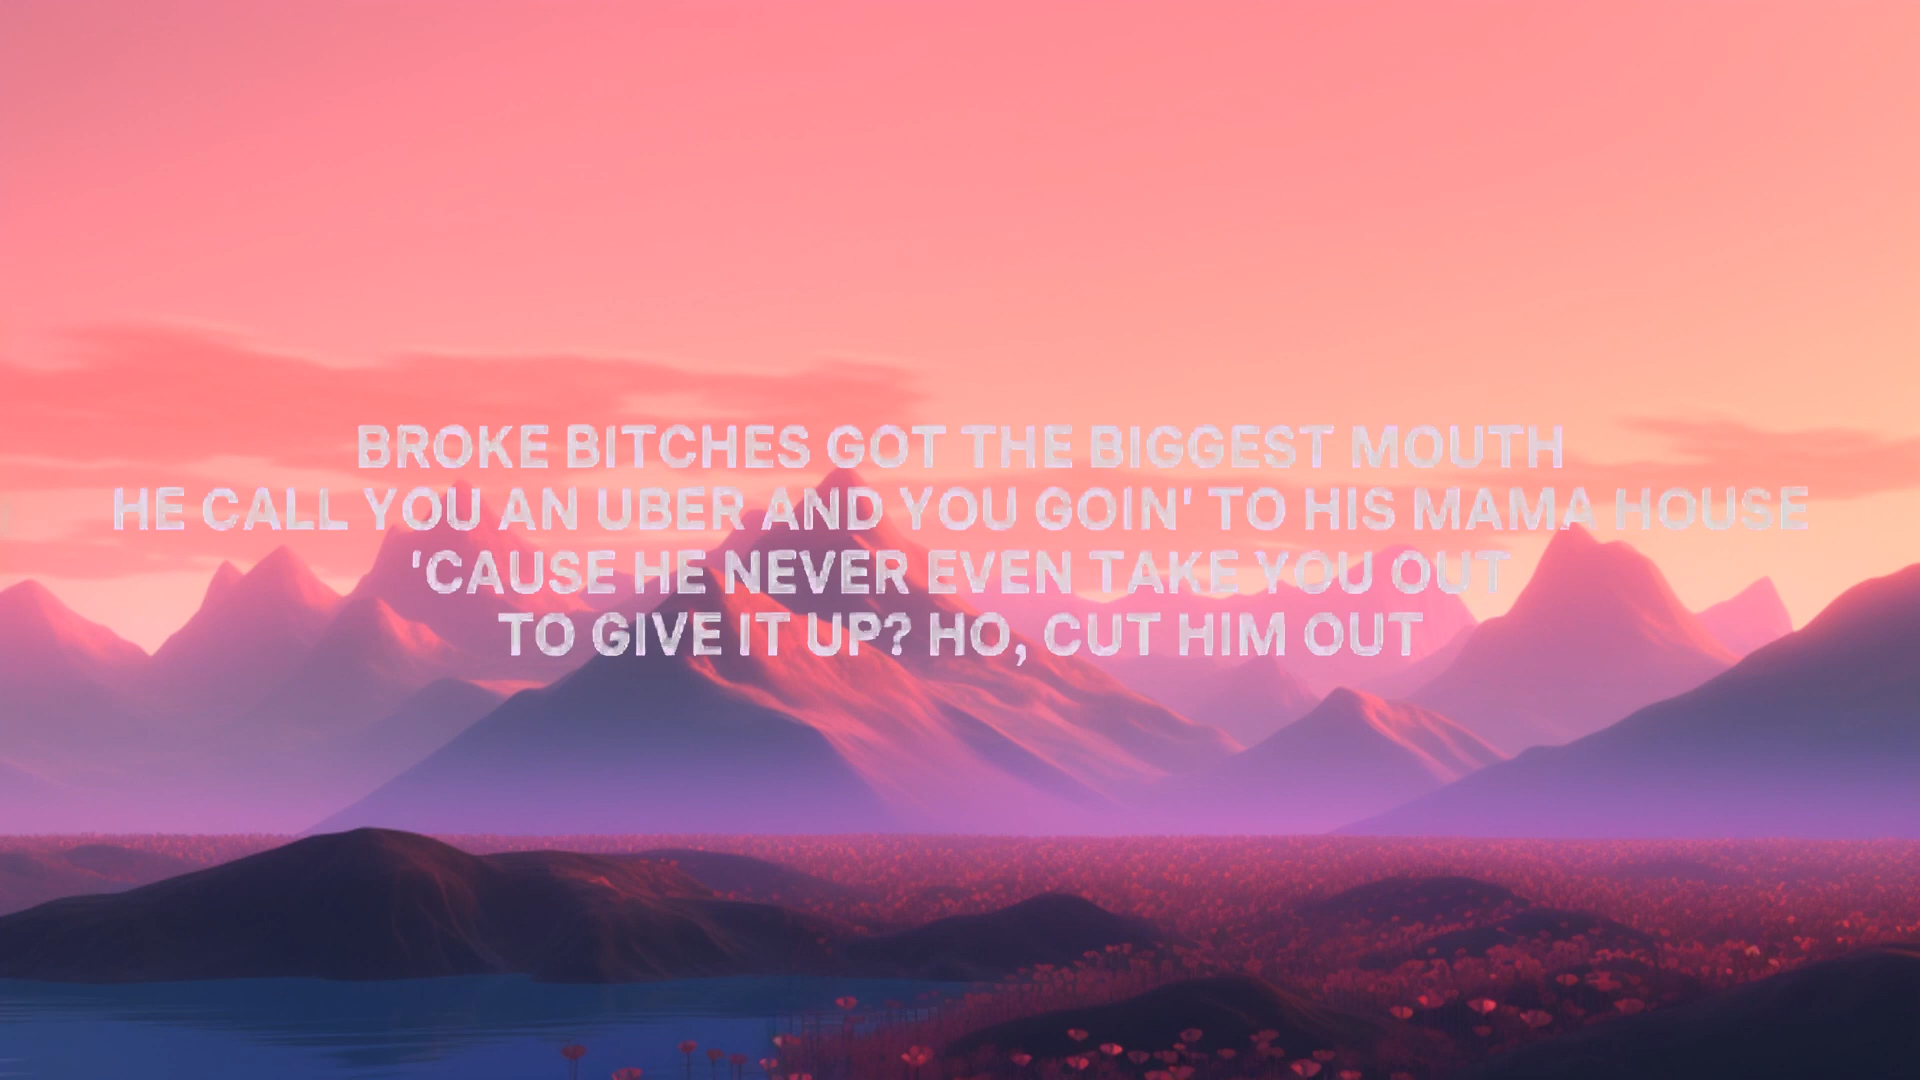 BROKE BITCHES GOT THE BIGGEST MOUTH
HE CALL YOU AN UBER AND YOU GOIN' TO HIS MAMA HOUSE
'CAUSE HE NEVER EVEN TAKE YOU OUT
TO GIVE IT UP? HO, CUT HIM OUT